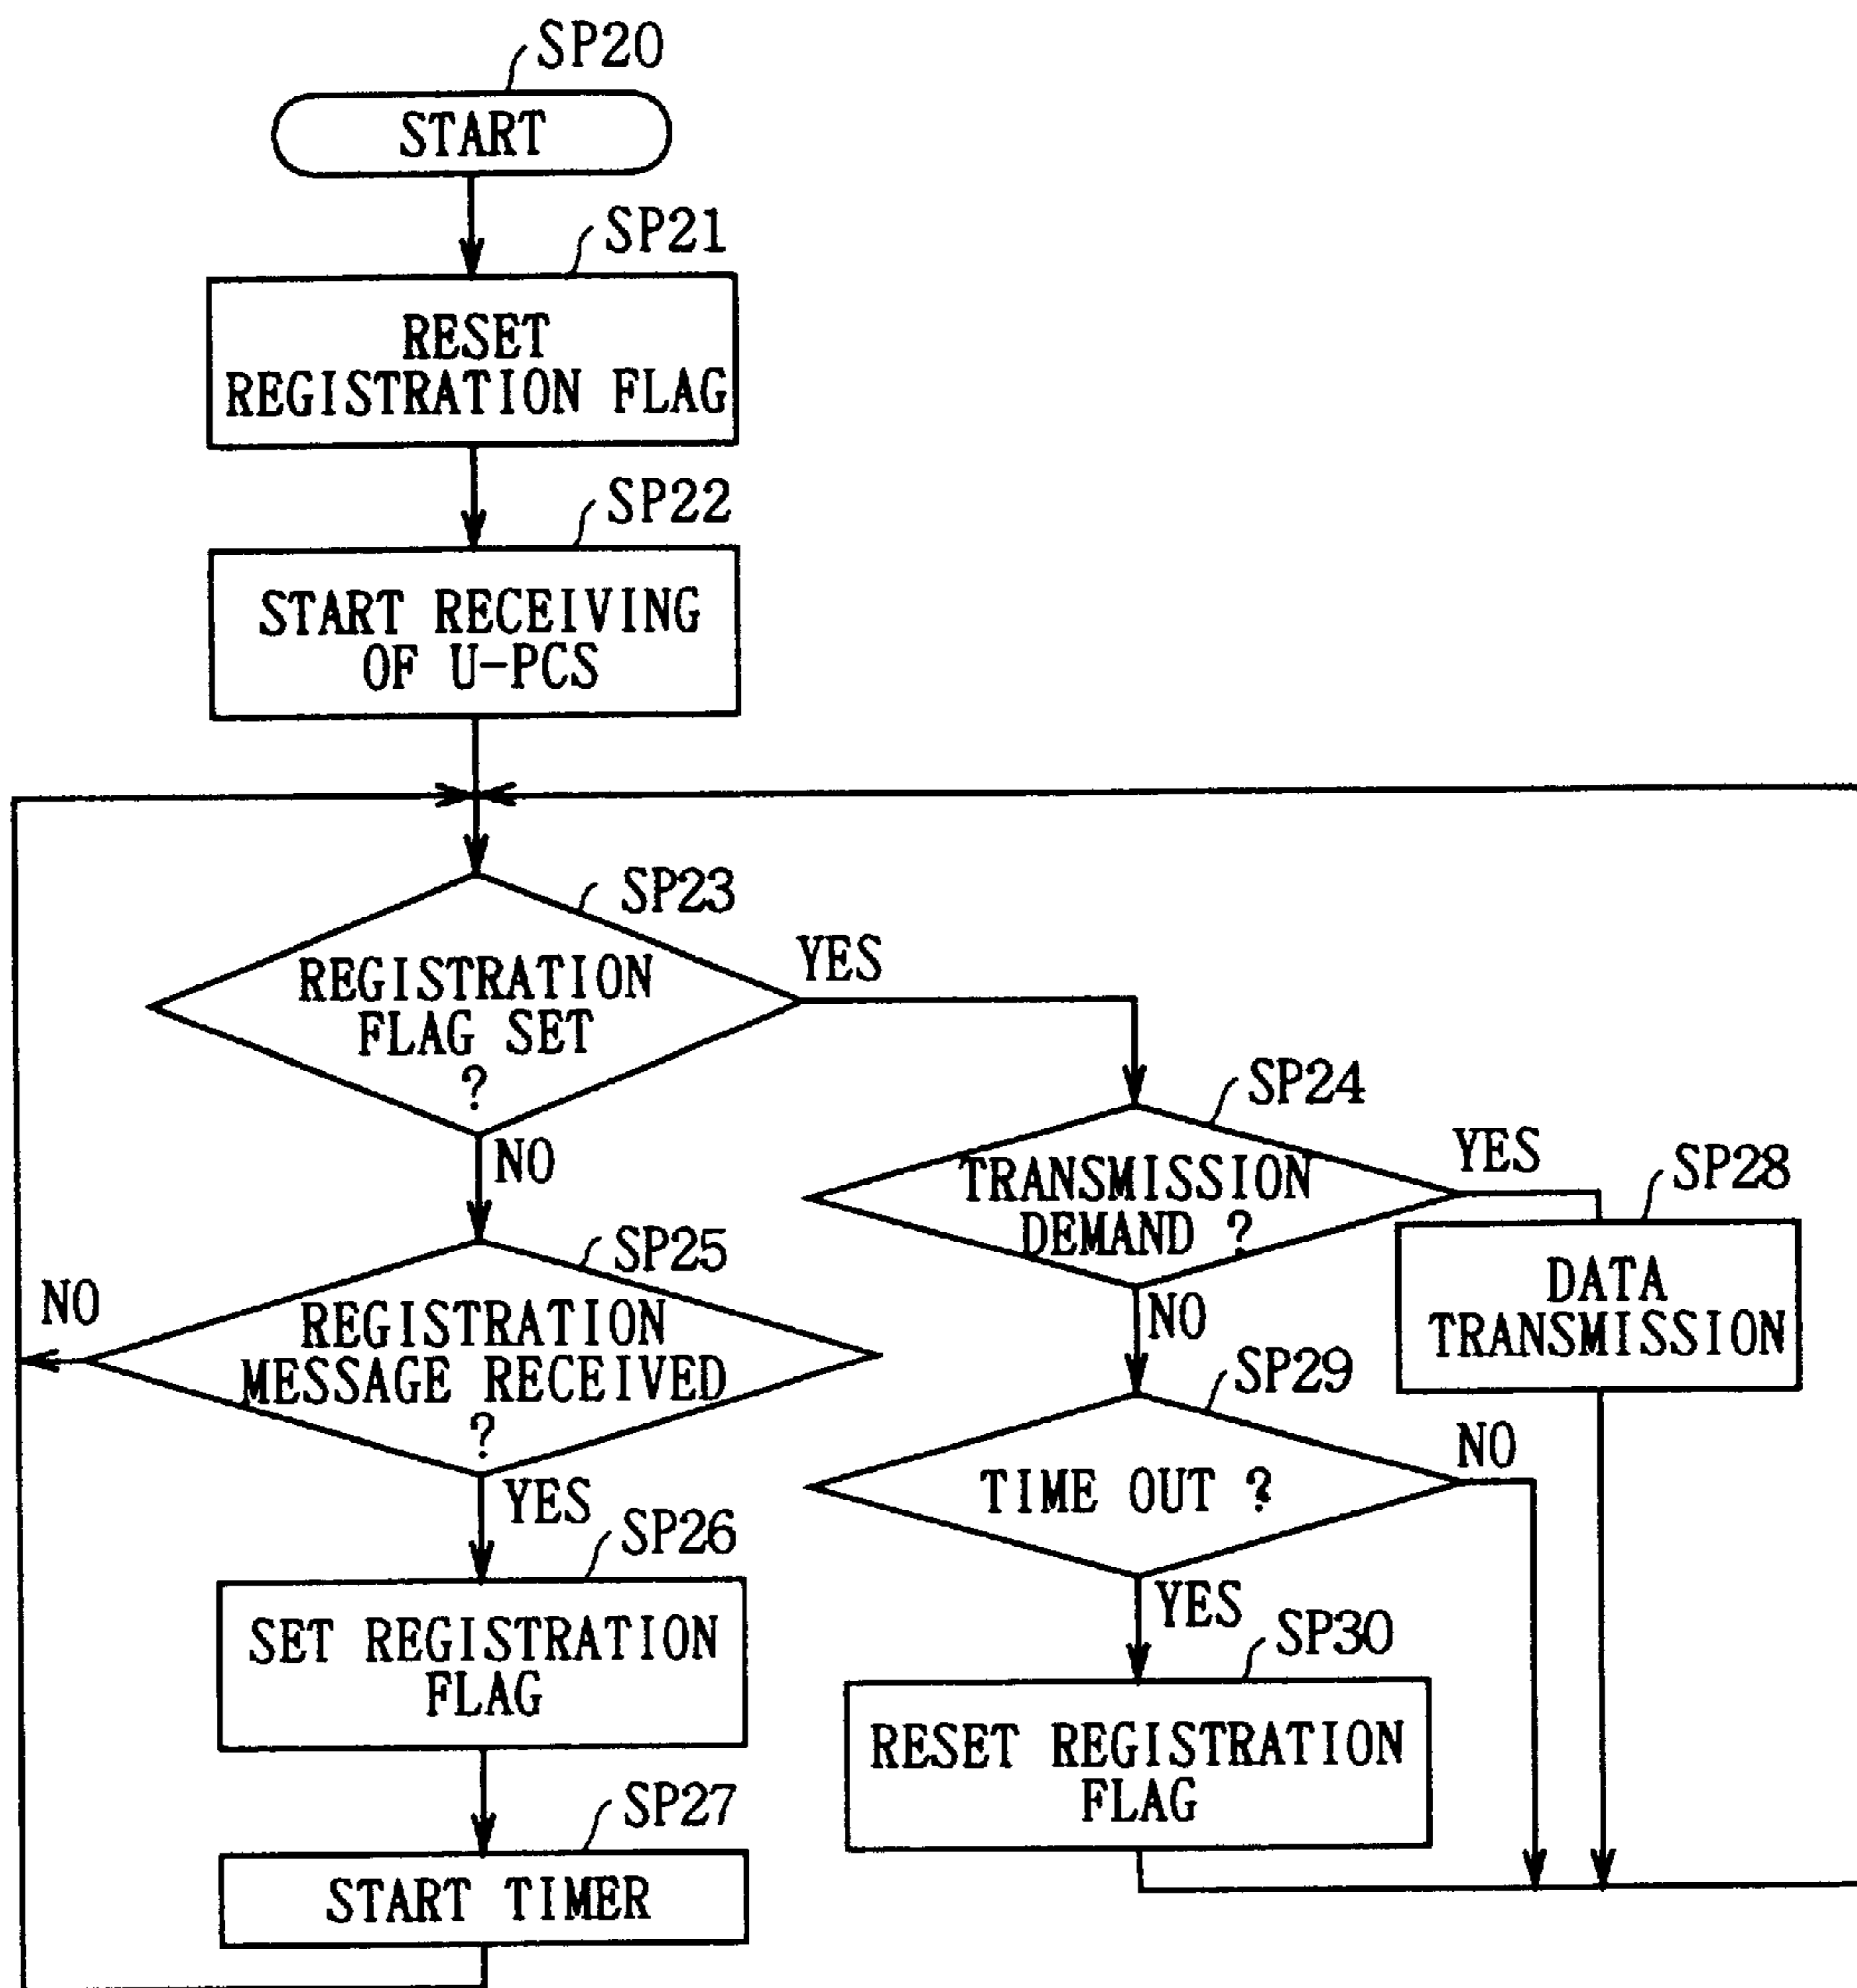 SP20
START
SP21
RESET
REGISTRATION FLAG
SP22
START RECEIVING
OF U-PCS
SP23
REGISTRATION
FLAG SET
?
YES
NO
SP24
TRANSMISSION
DEMAND ?
YES
NO
SP28
DATA
TRANSMISSION
SP25
REGISTRATION
MESSAGE RECEIVED
?
NO
YES
SP29
TIME OUT ?
NO
YES
SP26
SET REGISTRATION
FLAG
SP30
RESET REGISTRATION
FLAG
SP27
START TIMER